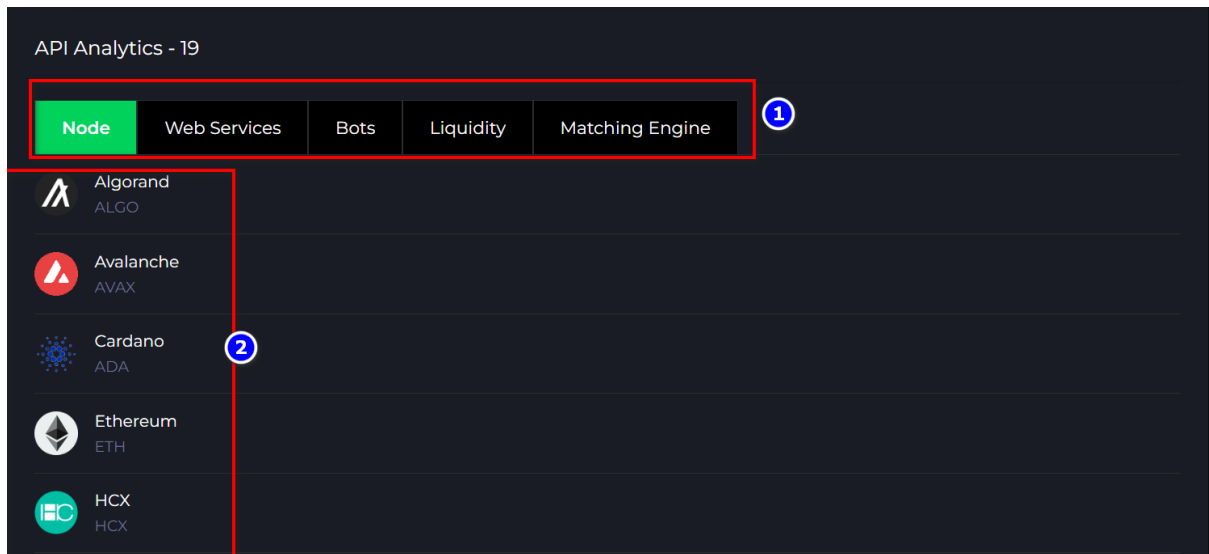 API Analytics - 19
1
Node Web Services Bots Liquidity Matching Engine
Algorand
ALGO
Avalanche
AVAX
Cardano
2
ADA
Ethereum
ETH
HC
HCX
HCX